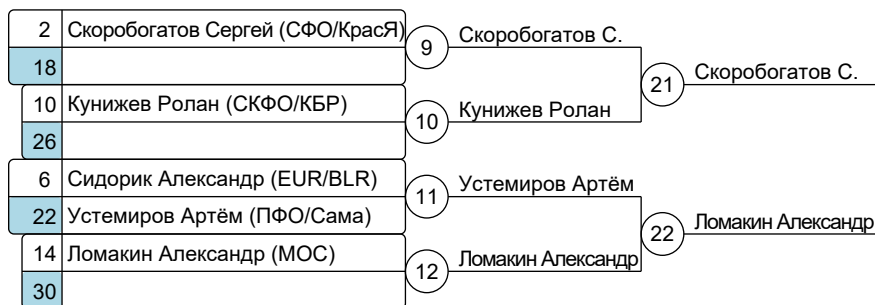 2 Скоробогатов Сергей (СФО/КрасЯ)
9 Скоробогатов С.
18
21 Скоробогатов С.
10 Кунижев Ролан (СКФО/КБР)
10 Кунижев Ролан
26
6 Сидорик Александр (EUR/BLR)
11 Устемиров Артём
22 Устемиров Артём (ПФО/Сама)
22 Ломакин Александр
14 Ломакин Александр (МОС)
12 Ломакин Александр
30